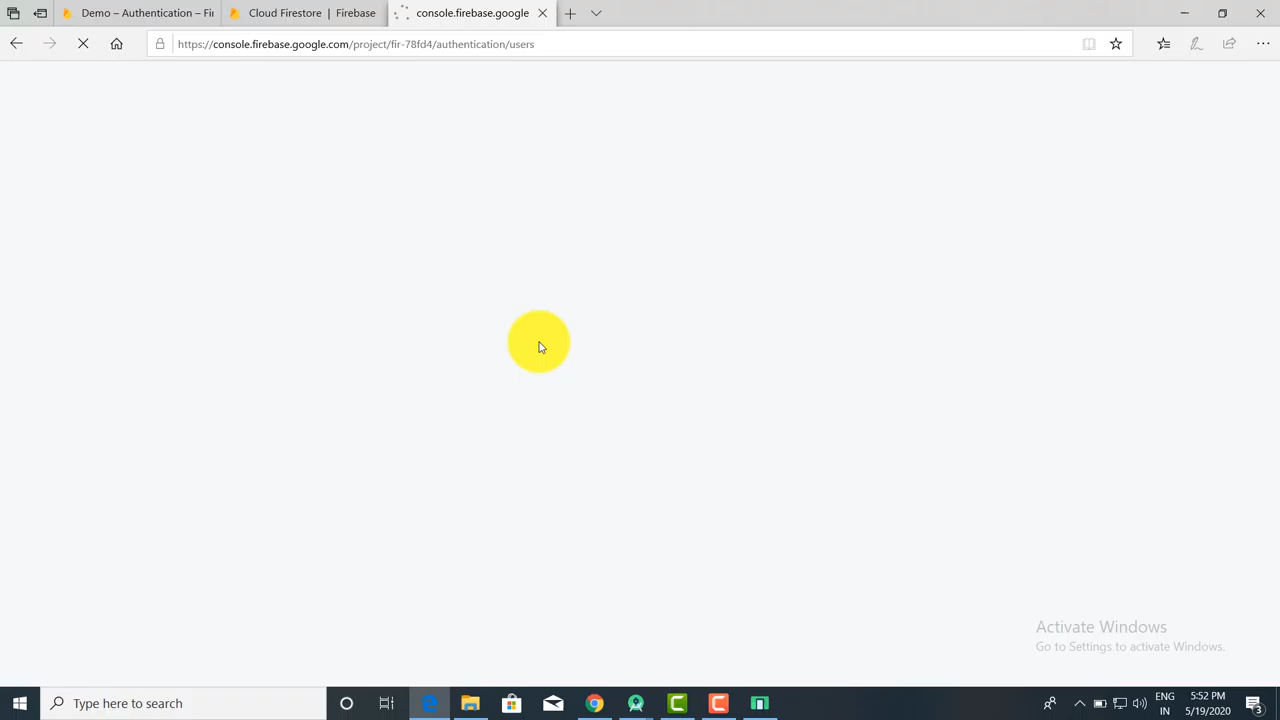 Demo – Authentication – Fi
Cloud Firestore | Firebase
console.firebase.google
https://console.firebase.google.com/project/fir-78fd4/authentication/users
Activate Windows
Go to Settings to activate Windows.
Type here to search
ENG
IN
5:52 PM
5/19/2020
3